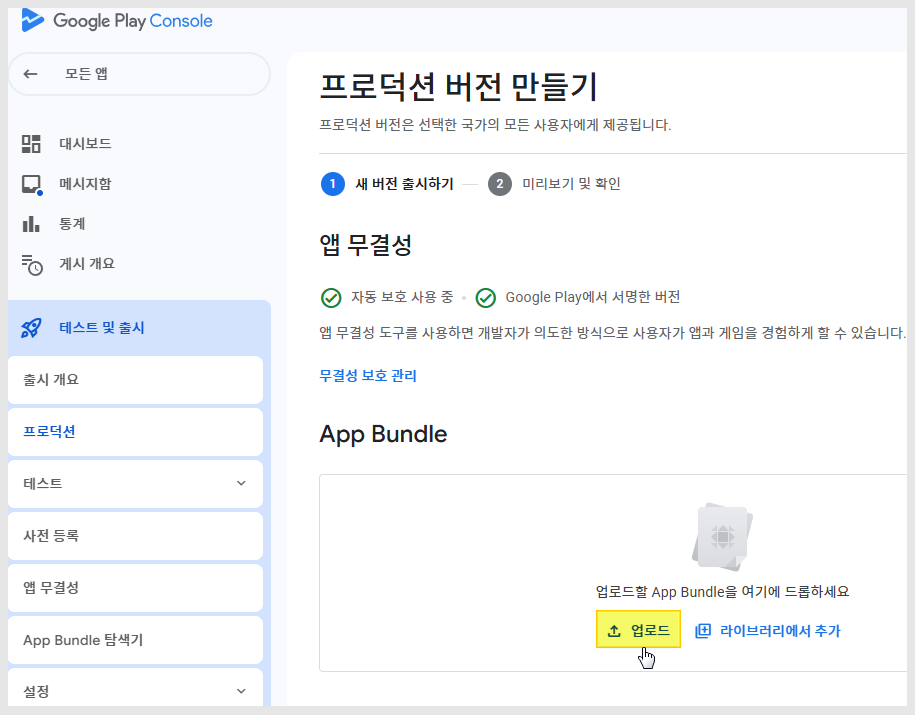 Google Play Console
모든 앱
대시보드
메시지함
통계
게시 개요
테스트 및 출시
출시 개요
프로덕션
테스트
사전 등록
앱 무결성
App Bundle 탐색기
설정
프로덕션 버전 만들기
프로덕션 버전은 선택한 국가의 모든 사용자에게 제공됩니다.
1 새 버전 출시하기 2 미리보기 및 확인
앱 무결성
자동 보호 사용 중 • Google Play에서 서명한 버전
앱 무결성 도구를 사용하면 개발자가 의도한 방식으로 사용자가 앱과 게임을 경험하게 할 수 있습니다.
무결성 보호 관리
App Bundle
업로드할 App Bundle을 여기에 드롭하세요
업로드 라이브러리에서 추가